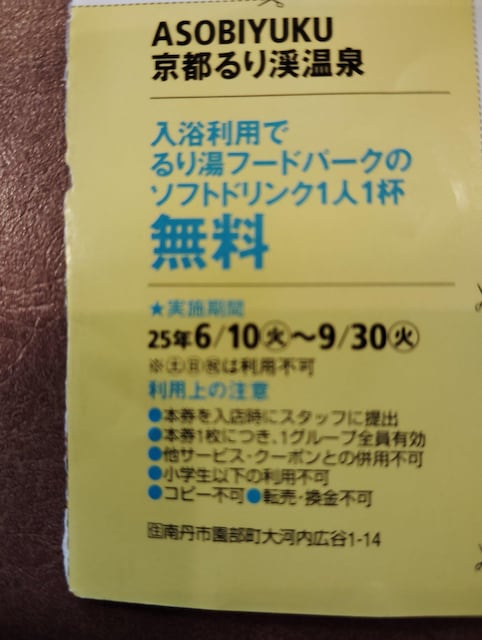 ASOBIYUKU
京都るり渓温泉
入浴利用で
るり湯フードパークの
ソフトドリンク1人1杯
無料
★実施期間
25年6/10㊋～9/30㊋
※㊏㊐㊗は利用不可
利用上の注意
●本券を入店時にスタッフに提出
●本券1枚につき、1グループ全員有効
●他サービス・クーポンとの併用不可
●小学生以下の利用不可
●コピー不可●転売・換金不可
住南丹市園部町大河内広谷1-14